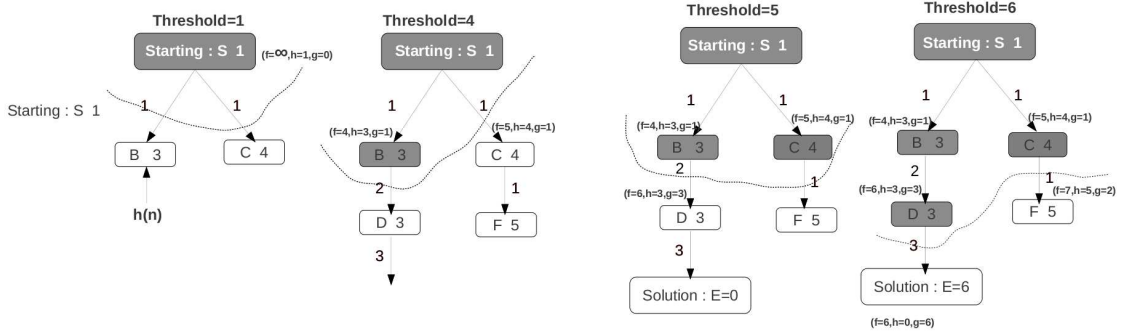 Threshold=1
Starting : S 1
(f=∞,h=1,g=0)
Starting : S 1
1
1
B 3
C 4
h(n)
Threshold=4
Starting : S 1
1
1
(f=4,h=3,g=1)
(f=5,h=4,g=1)
B 3
C 4
2
1
D 3
F 5
3
Threshold=5
Starting : S 1
1
1
(f=4,h=3,g=1)
(f=5,h=4,g=1)
B 3
C 4
2
1
(f=6,h=3,g=3)
D 3
F 5
3
Solution : E=0
Threshold=6
Starting : S 1
1
1
(f=4,h=3,g=1)
(f=5,h=4,g=1)
B 3
C 4
2
1
(f=6,h=3,g=3)
(f=7,h=5,g=2)
D 3
F 5
3
Solution : E=6
(f=6,h=0,g=6)